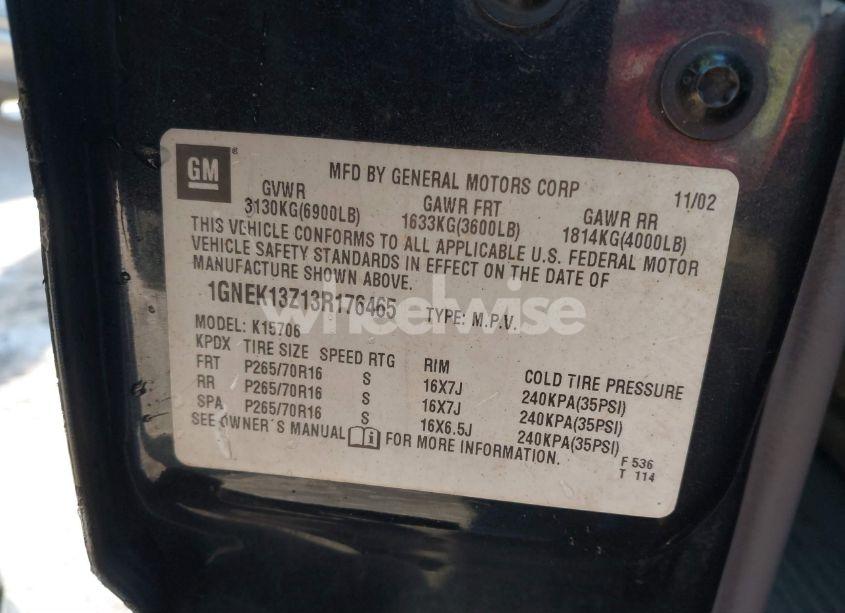 GM ®
MFD BY GENERAL MOTORS CORP 11/02
GVWR GAWR FRT GAWR RR
3130KG(6900LB) 1633KG(3600LB) 1814KG(4000LB)
THIS VEHICLE CONFORMS TO ALL APPLICABLE U.S. FEDERAL MOTOR
VEHICLE SAFETY STANDARDS IN EFFECT ON THE DATE OF
MANUFACTURE SHOWN ABOVE.
1GNEK13Z13R176465 TYPE: M.P.V.
wheelwise
MODEL: K15706
KPDX TIRE SIZE SPEED RTG RIM COLD TIRE PRESSURE
FRT P265/70R16 S 16X7J 240KPA(35PSI)
RR P265/70R16 S 16X7J 240KPA(35PSI)
SPA P265/70R16 S 16X6.5J 240KPA(35PSI)
SEE OWNER'S MANUAL i FOR MORE INFORMATION.
F 536
T 114